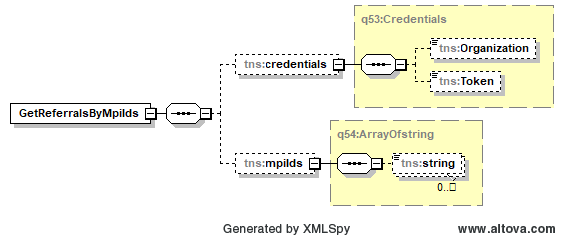 q53:Credentials
tns:Organization
tns:credentials
tns:Token
GetReferralsByMpiIds
q54:ArrayOfstring
tns:mpiIds
tns:string
0..
Generated by XMLSpy
www.altova.com